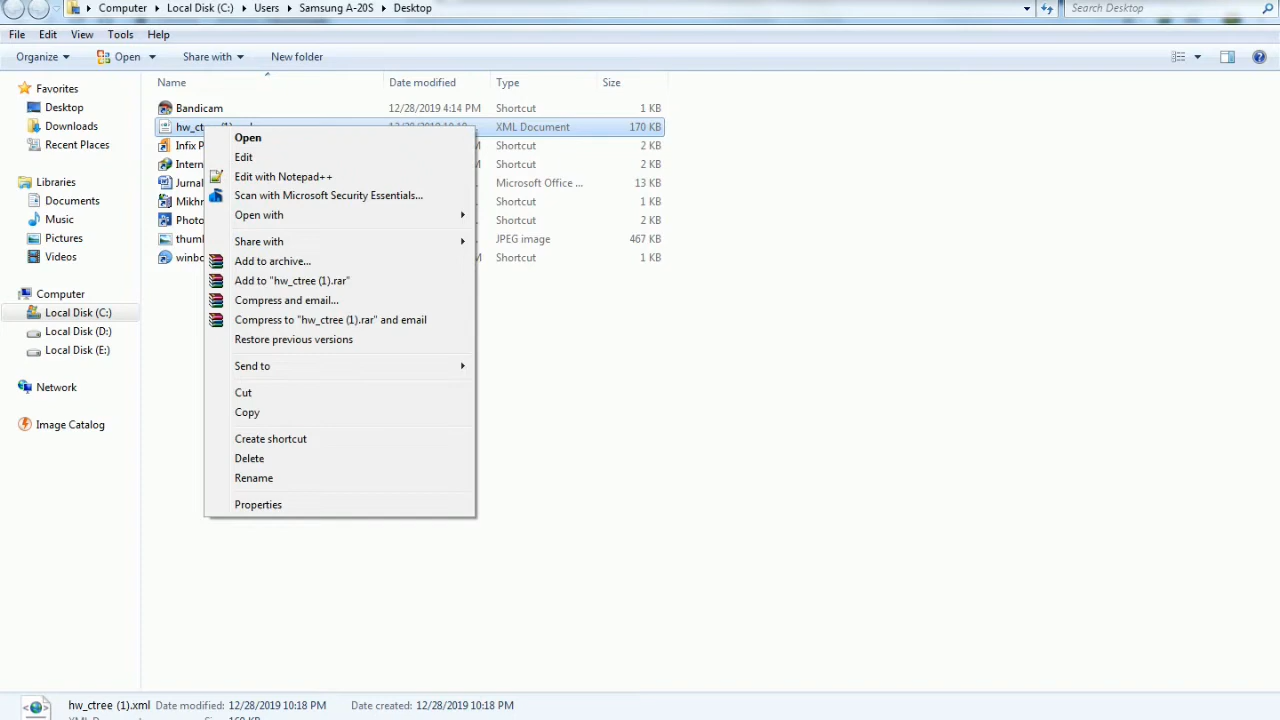 Computer Local Disk (C:) Users Samsung A-20S Desktop Search Desktop
File Edit View Tools Help
Organize Open Share with New folder
Name Date modified Type Size
Favorites
Desktop
Downloads
Recent Places
Libraries
Documents
Music
Pictures
Videos
Computer
Local Disk (C:)
Local Disk (D:)
Local Disk (E:)
Network
Image Catalog
Bandicam 12/28/2019 4:14 PM Shortcut 1 KB
XML Document 170 KB
Infix P Shortcut 2 KB
Intern Shortcut 2 KB
Jurnal Microsoft Office ... 13 KB
Mikhr Shortcut 1 KB
Photo Shortcut 2 KB
JPEG image 467 KB
winbo Shortcut 1 KB
Open
Edit
Edit with Notepad++
Scan with Microsoft Security Essentials...
Open with
Share with
Add to archive...
Add to "hw_ctree (1).rar"
Compress and email...
Compress to "hw_ctree (1).rar" and email
Restore previous versions
Send to
Cut
Copy
Create shortcut
Delete
Rename
Properties
hw_ctree (1).xml Date modified: 12/28/2019 10:18 PM Date created: 12/28/2019 10:18 PM